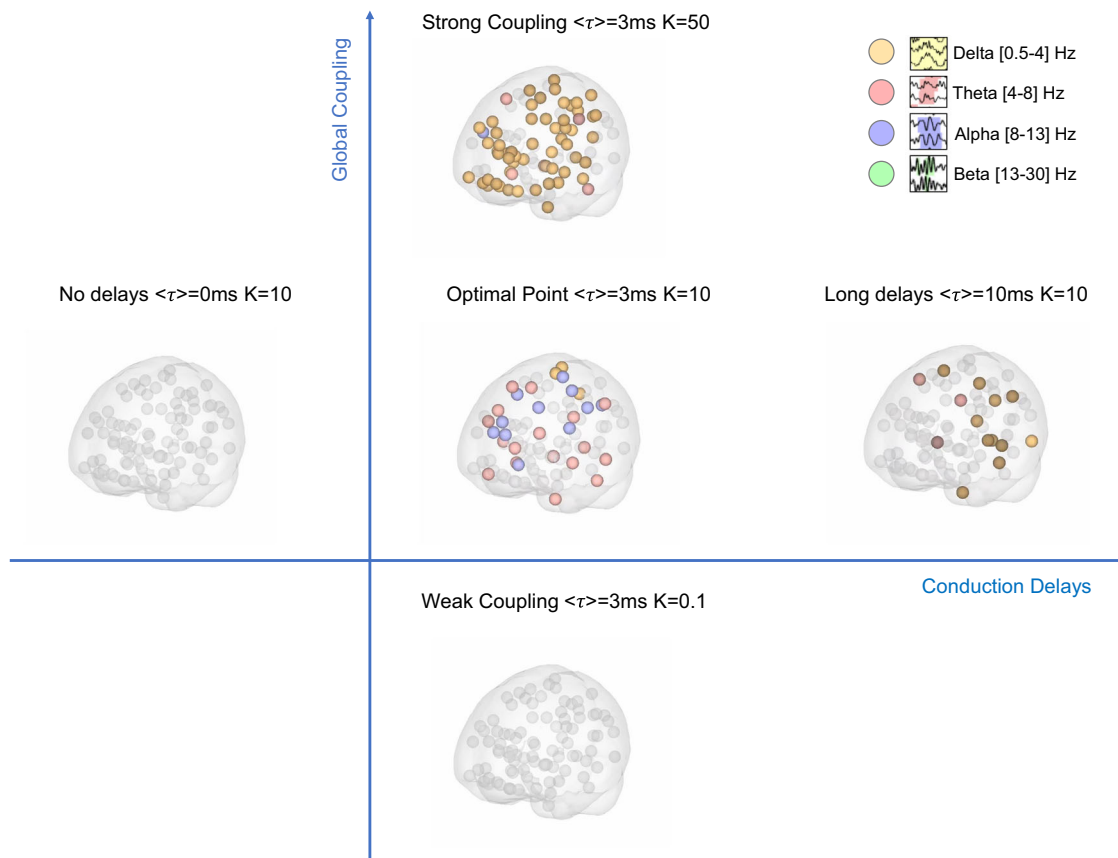 Strong Coupling <τ>=3ms K=50
Global Coupling
Delta [0.5-4] Hz
Theta [4-8] Hz
Alpha [8-13] Hz
Beta [13-30] Hz
No delays <τ>=0ms K=10
Optimal Point <τ>=3ms K=10
Long delays <τ>=10ms K=10
Conduction Delays
Weak Coupling <τ>=3ms K=0.1